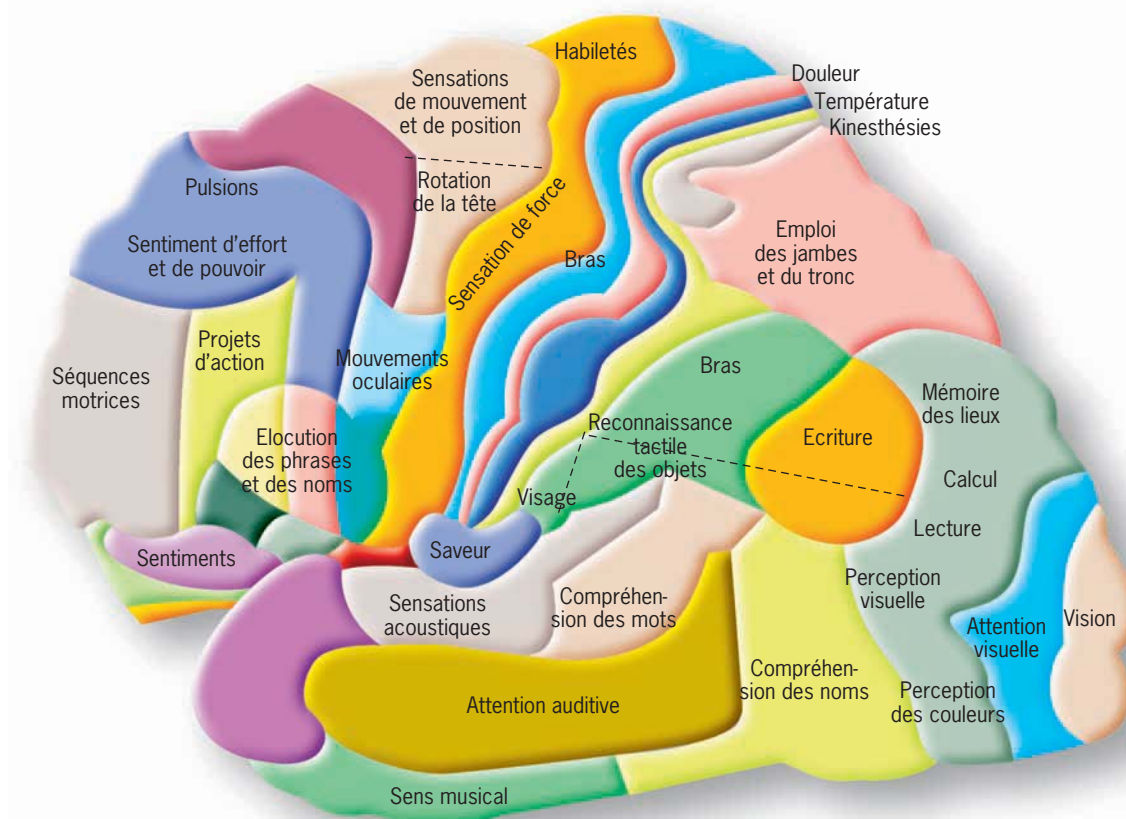 Habiletés
Sensations
de mouvement
et de position
Douleur
Température
Kinesthésies
Pulsions
Rotation
de la tête
Sentiment d'effort
et de pouvoir
Sensation de force
Bras
Emploi
des jambes
et du tronc
Projets
d'action
Séquences
motrices
Mouvements
oculaires
Bras
Mémoire
des lieux
Elocution
des phrases
et des noms
Reconnaissance
tactile
des objets
Ecriture
Calcul
Visage
Lecture
Sentiments
Saveur
Perception
visuelle
Sensations
acoustiques
Compréhen-
sion des mots
Attention
visuelle
Vision
Compréhen-
sion des noms
Attention auditive
Perception
des couleurs
Sens musical